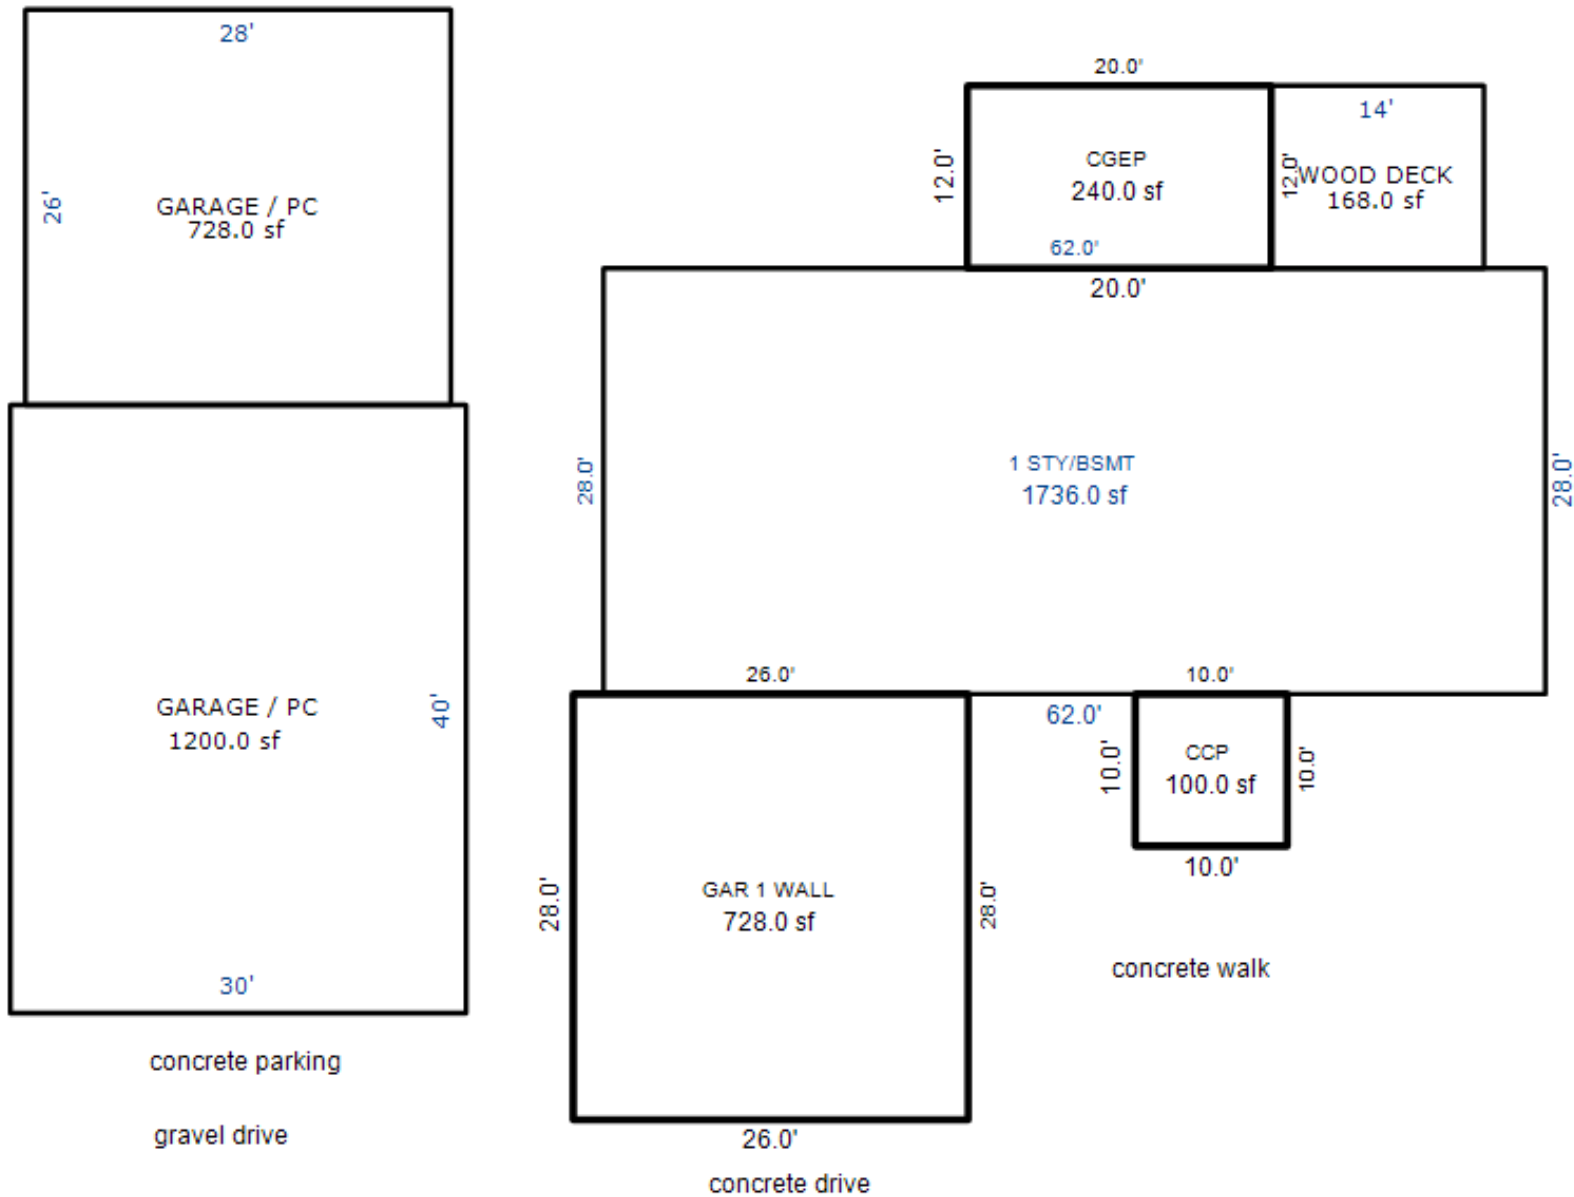 28'
26'
GARAGE / PC
728.0 sf
GARAGE / PC
1200.0 sf
40'
30'
concrete parking
gravel drive
20.0'
12.0'
CGEP
240.0 sf
12.0'
14'
WOOD DECK
168.0 sf
62.0'
20.0'
28.0'
1 STY/BSMT
1736.0 sf
28.0'
26.0'
62.0'
10.0'
10.0'
CCP
100.0 sf
10.0'
10.0'
28.0'
GAR 1 WALL
728.0 sf
28.0'
26.0'
concrete walk
concrete drive